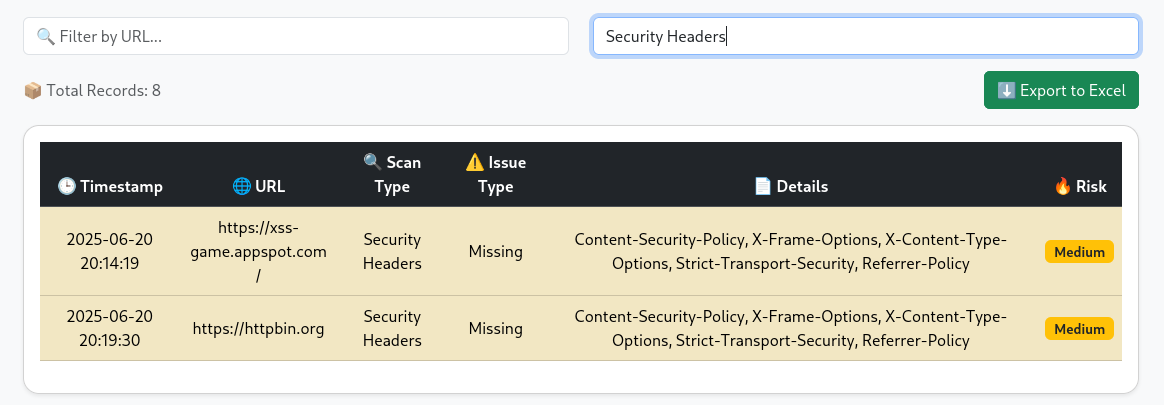 🔍 Filter by URL...
Security Headers
📦 Total Records: 8
⬇️ Export to Excel
🕒 Timestamp
🌐 URL
🔍 Scan
Type
⚠️ Issue
Type
📄 Details
🔥 Risk
2025-06-20
20:14:19
https://xss-
game.appspot.com
/
Security
Headers
Missing
Content-Security-Policy, X-Frame-Options, X-Content-Type-
Options, Strict-Transport-Security, Referrer-Policy
Medium
2025-06-20
20:19:30
https://httpbin.org
Security
Headers
Missing
Content-Security-Policy, X-Frame-Options, X-Content-Type-
Options, Strict-Transport-Security, Referrer-Policy
Medium